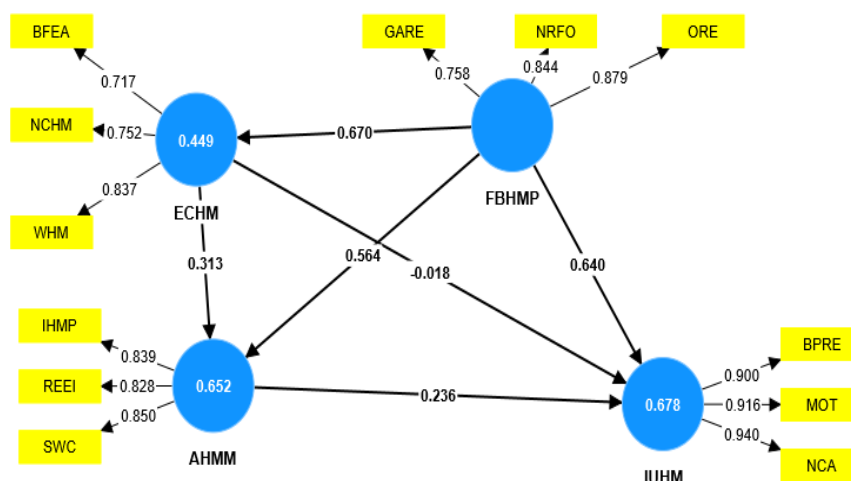 BFEA
GARE
NRFO
ORE
0.717
0.758
0.844
0.879
NCHM
0.752
0.449
0.670
0.837
WHM
ECHM
FBHMP
0.313
0.564
-0.018
0.640
IHMP
0.839
BPRE
REEI
0.828
0.652
0.236
0.900
0.850
0.678
0.916
MOT
SWC
0.940
AHMM
NCA
IUHM